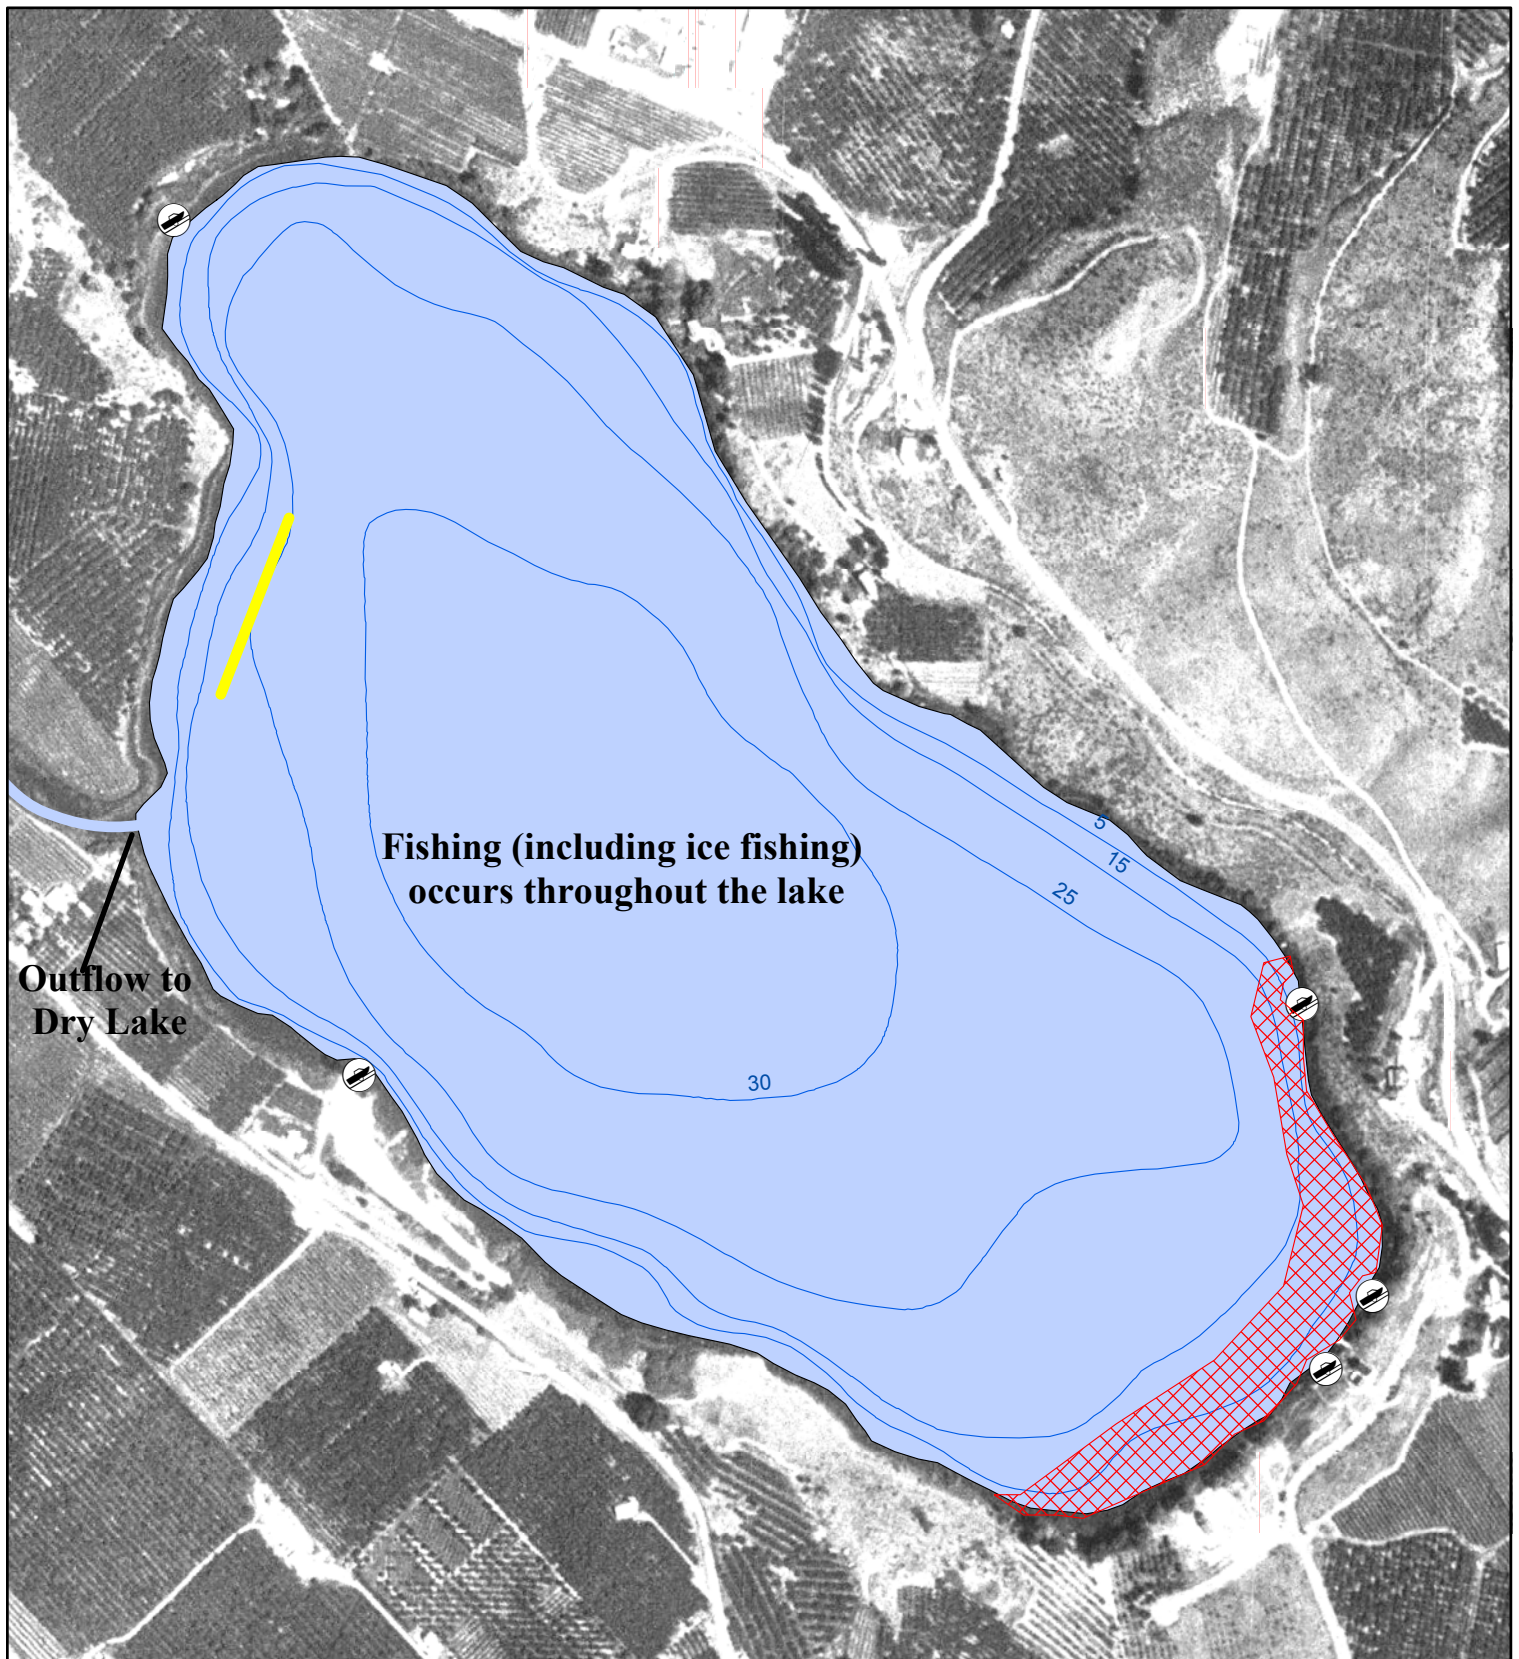 Fishing (including ice fishing)
occurs throughout the lake
5
15
25
Outflow to
Dry Lake
30